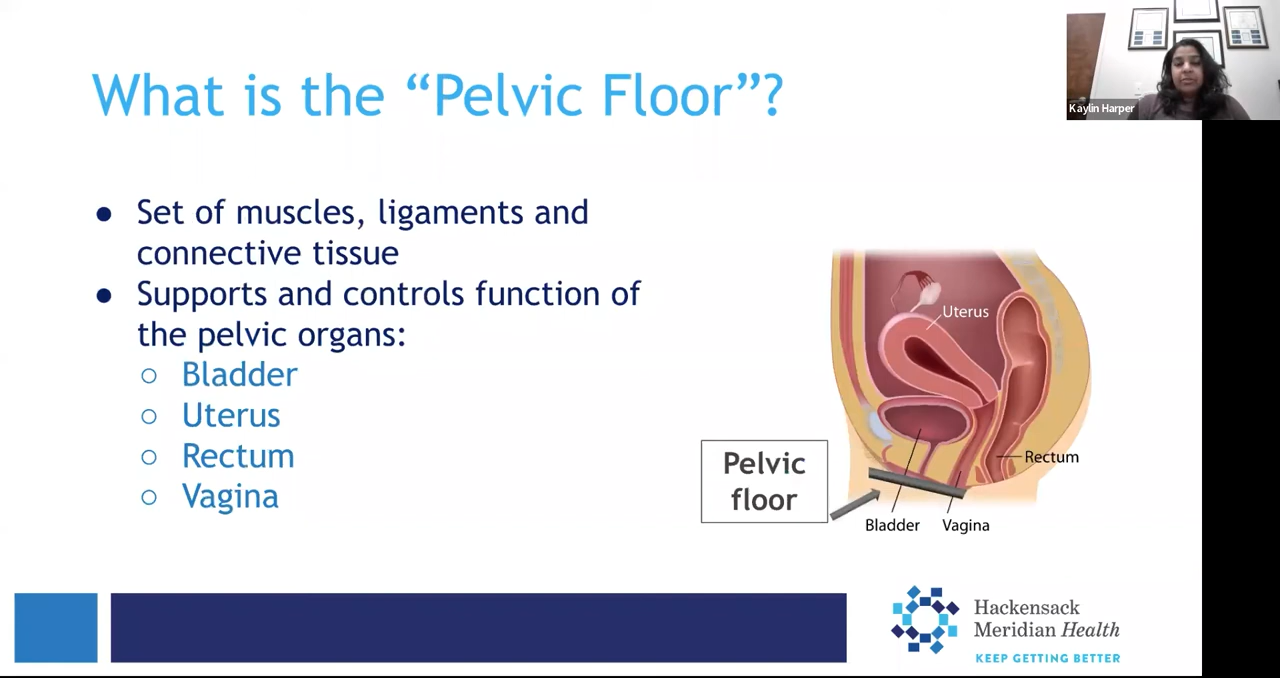 What is the “Pelvic Floor”?
Kaylin Harper
● Set of muscles, ligaments and
connective tissue
● Supports and controls function of
the pelvic organs:
○ Bladder
○ Uterus
○ Rectum
○ Vagina
Uterus
Rectum
Pelvic
floor
Bladder
Vagina
Hackensack
Meridian Health
KEEP GETTING BETTER